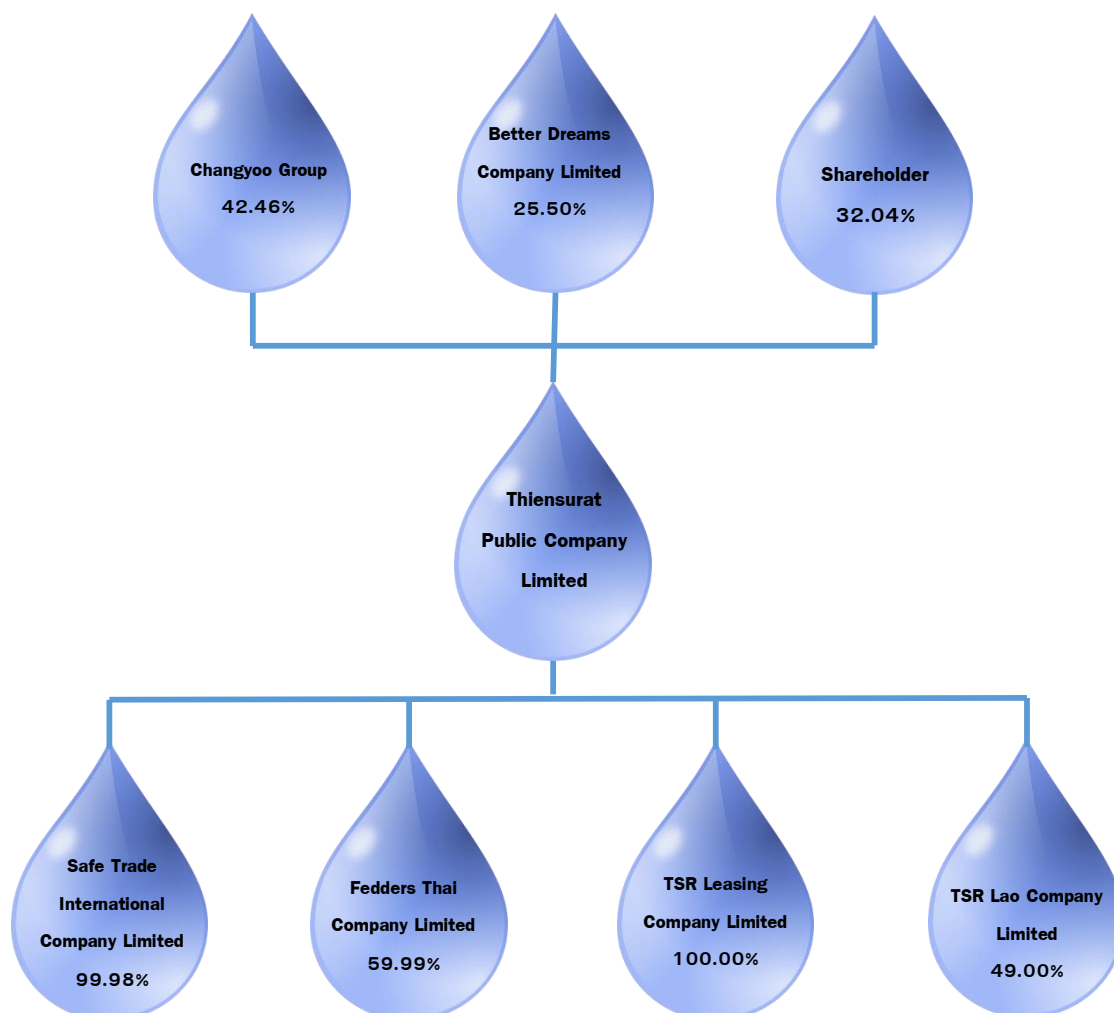 Changyoo Group
42.46%
Better Dreams
Company Limited
25.50%
Shareholder
32.04%
Thiensurat
Public Company
Limited
Safe Trade
International
Company Limited
99.98%
Fedders Thai
Company Limited
59.99%
TSR Leasing
Company Limited
100.00%
TSR Lao Company
Limited
49.00%